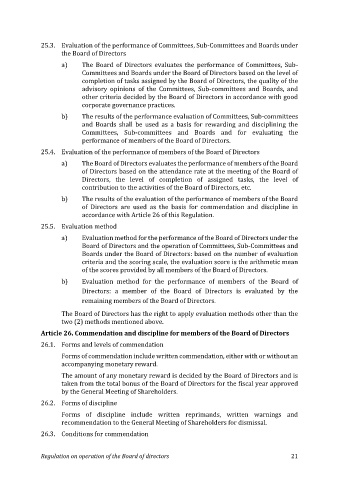 25.3. Evaluation of the performance of Committees, Sub-Committees and Boards under
the Board of Directors
a) The Board of Directors evaluates the performance of Committees, Sub-
Committees and Boards under the Board of Directors based on the level of
completion of tasks assigned by the Board of Directors, the quality of the
advisory opinions of the Committees, Sub-committees and Boards, and
other criteria decided by the Board of Directors in accordance with good
corporate governance practices.
b) The results of the performance evaluation of Committees, Sub-committees
and Boards shall be used as a basis for rewarding and disciplining the
Committees, Sub-committees and Boards and for evaluating the
performance of members of the Board of Directors.
25.4. Evaluation of the performance of members of the Board of Directors
a) The Board of Directors evaluates the performance of members of the Board
of Directors based on the attendance rate at the meeting of the Board of
Directors, the level of completion of assigned tasks, the level of
contribution to the activities of the Board of Directors, etc.
b) The results of the evaluation of the performance of members of the Board
of Directors are used as the basis for commendation and discipline in
accordance with Article 26 of this Regulation.
25.5. Evaluation method
a) Evaluation method for the performance of the Board of Directors under the
Board of Directors and the operation of Committees, Sub-Committees and
Boards under the Board of Directors: based on the number of evaluation
criteria and the scoring scale, the evaluation score is the arithmetic mean
of the scores provided by all members of the Board of Directors.
b) Evaluation method for the performance of members of the Board of
Directors: a member of the Board of Directors is evaluated by the
remaining members of the Board of Directors.
The Board of Directors has the right to apply evaluation methods other than the
two (2) methods mentioned above.
Article 26. Commendation and discipline for members of the Board of Directors
26.1. Forms and levels of commendation
Forms of commendation include written commendation, either with or without an
accompanying monetary reward.
The amount of any monetary reward is decided by the Board of Directors and is
taken from the total bonus of the Board of Directors for the fiscal year approved
by the General Meeting of Shareholders.
26.2. Forms of discipline
Forms of discipline include written reprimands, written warnings and
recommendation to the General Meeting of Shareholders for dismissal.
26.3. Conditions for commendation
Regulation on operation of the Board of directors 21